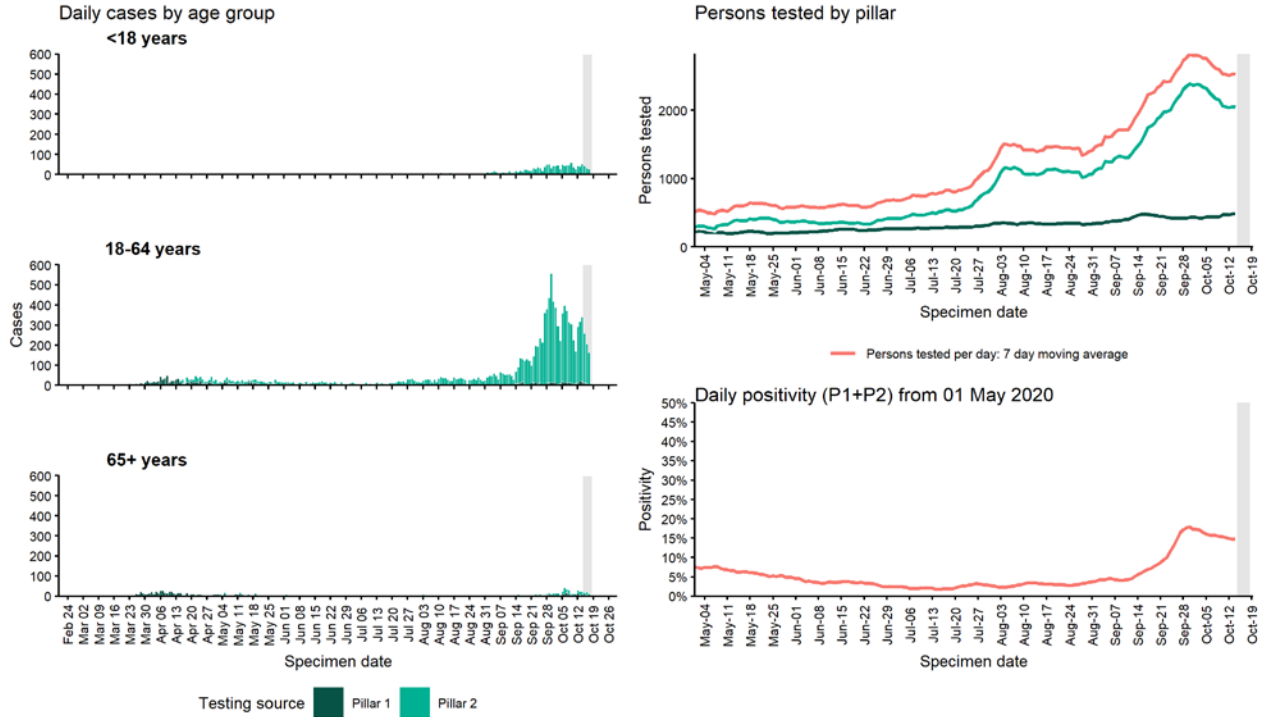 Daily cases by age group
<18 years
600
500
400
300
200
100
0
18-64 years
600
500
400
300
200
100
0
Cases
65+ years
600
500
400
300
200
100
0
Feb 24
Mar 02
Mar 09
Mar 16
Mar 23
Mar 30
Apr 06
Apr 13
Apr 20
Apr 27
May 04
May 11
May 18
May 25
Jun 01
Jun 08
Jun 15
Jun 22
Jun 29
Jul 06
Jul 13
Jul 20
Jul 27
Aug 03
Aug 10
Aug 17
Aug 24
Aug 31
Sep 07
Sep 14
Sep 21
Sep 28
Oct 05
Oct 12
Oct 19
Oct 26
Specimen date
Testing source
Pillar 1
Pillar 2
Persons tested by pillar
Persons tested
2000
1000
0
May-04
May-11
May-18
May-25
Jun-01
Jun-08
Jun-15
Jun-22
Jun-29
Jul-06
Jul-13
Jul-20
Jul-27
Aug-03
Aug-10
Aug-17
Aug-24
Aug-31
Sep-07
Sep-14
Sep-21
Sep-28
Oct-05
Oct-12
Oct-19
Specimen date
Persons tested per day: 7 day moving average
Daily positivity (P1+P2) from 01 May 2020
Positivity
50%
45%
40%
35%
30%
25%
20%
15%
10%
5%
0%
May-04
May-11
May-18
May-25
Jun-01
Jun-08
Jun-15
Jun-22
Jun-29
Jul-06
Jul-13
Jul-20
Jul-27
Aug-03
Aug-10
Aug-17
Aug-24
Aug-31
Sep-07
Sep-14
Sep-21
Sep-28
Oct-05
Oct-12
Oct-19
Specimen date